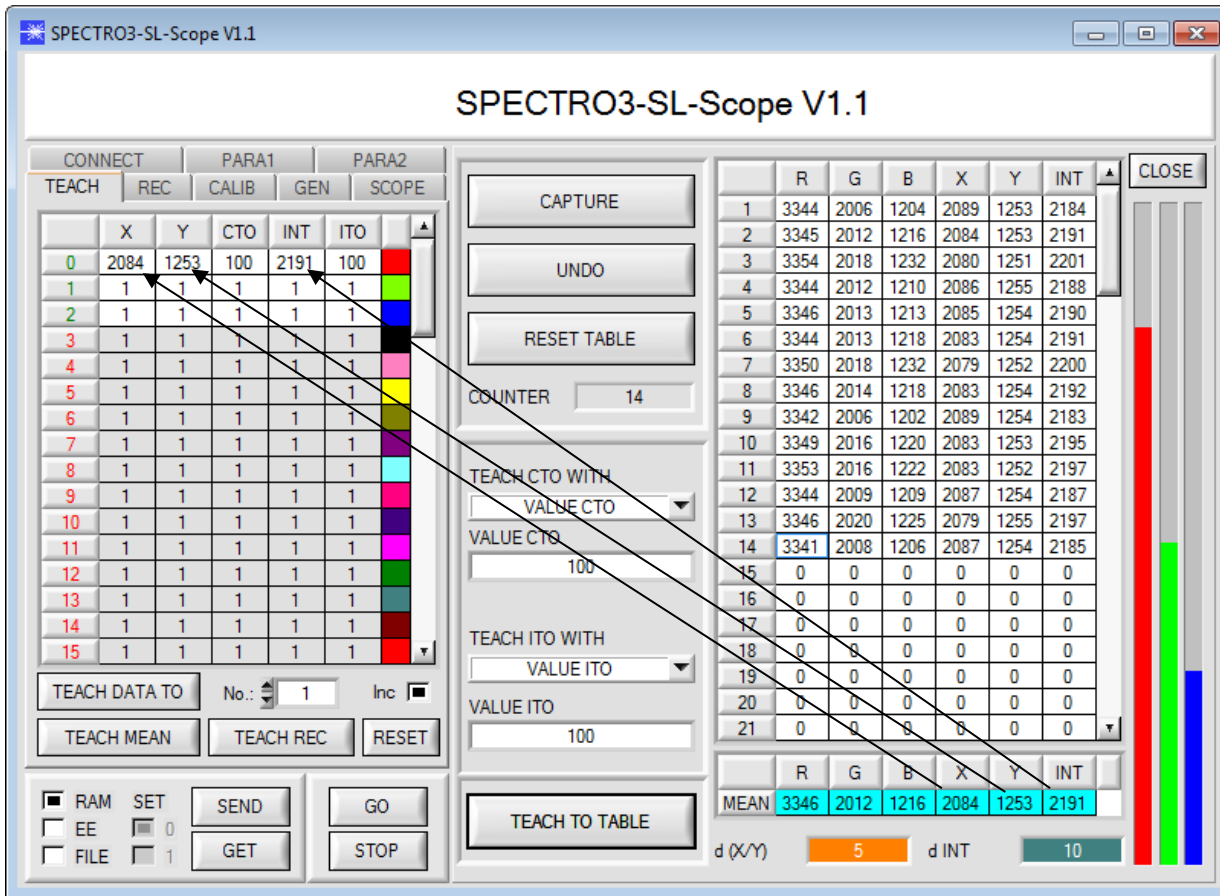 SPECTRO3-SL-Scope V1.1
SPECTRO3-SL-Scope V1.1
CONNECT PARA1 PARA2
TEACH REC CALIB GEN SCOPE
X Y CTO INT ITO
0 2084 1253 100 2191 100
1 1 1 1 1 1
2 1 1 1 1 1
3 1 1 1 1 1
4 1 1 1 1 1
5 1 1 1 1 1
6 1 1 1 1 1
7 1 1 1 1 1
8 1 1 1 1 1
9 1 1 1 1 1
10 1 1 1 1 1
11 1 1 1 1 1
12 1 1 1 1 1
13 1 1 1 1 1
14 1 1 1 1 1
15 1 1 1 1 1
TEACH DATA TO No.: 1 Inc
TEACH MEAN TEACH REC RESET
RAM SET SEND GO
EE 0
FILE 1 GET STOP
CAPTURE
UNDO
RESET TABLE
COUNTER 14
TEACH CTO WITH
VALUE CTO
VALUE CTO
100
TEACH ITO WITH
VALUE ITO
VALUE ITO
100
TEACH TO TABLE
R G B X Y INT
1 3344 2006 1204 2089 1253 2184
2 3345 2012 1216 2084 1253 2191
3 3354 2018 1232 2080 1251 2201
4 3344 2012 1210 2086 1255 2188
5 3346 2013 1213 2085 1254 2190
6 3344 2013 1218 2083 1254 2191
7 3350 2018 1232 2079 1252 2200
8 3346 2014 1218 2083 1254 2192
9 3342 2006 1202 2089 1254 2183
10 3349 2016 1220 2083 1253 2195
11 3353 2016 1222 2083 1252 2197
12 3344 2009 1209 2087 1254 2187
13 3346 2020 1225 2079 1255 2197
14 3341 2008 1206 2087 1254 2185
15 0 0 0 0 0 0
16 0 0 0 0 0 0
17 0 0 0 0 0 0
18 0 0 0 0 0 0
19 0 0 0 0 0 0
20 0 0 0 0 0 0
21 0 0 0 0 0 0
R G B X Y INT
MEAN 3346 2012 1216 2084 1253 2191
d (X/Y) 5 d INT 10
CLOSE